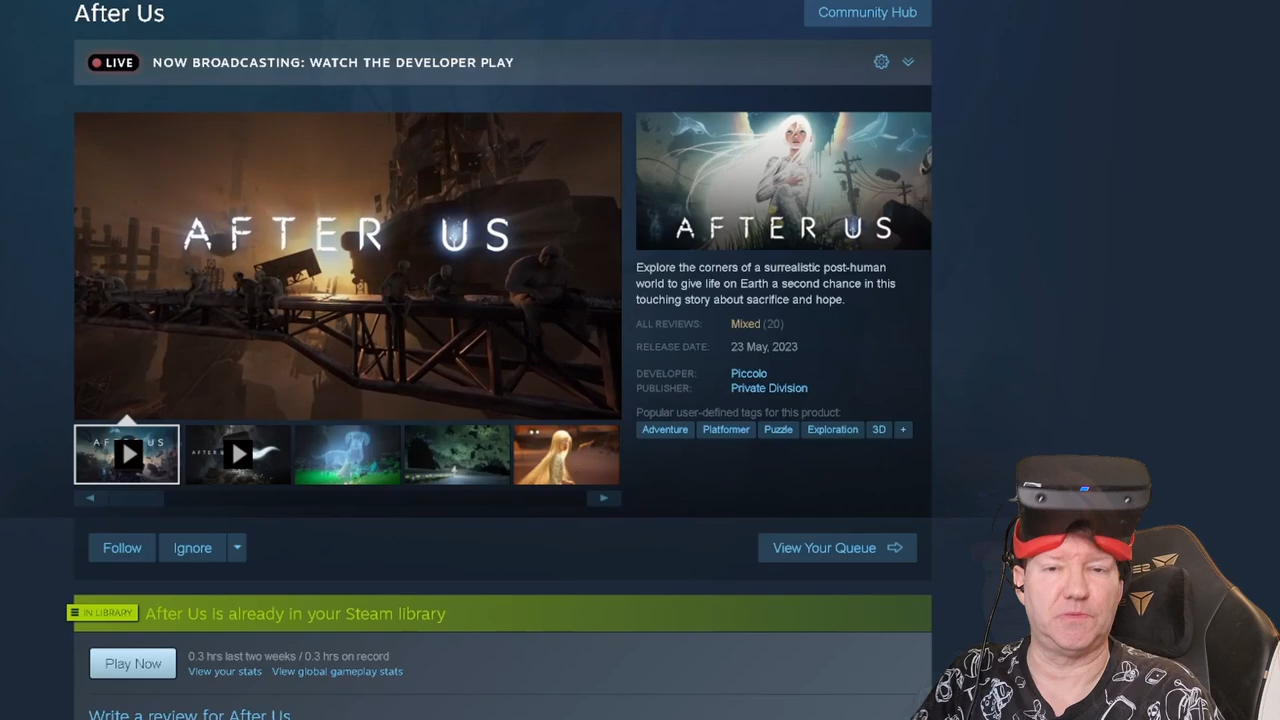 After Us
Community Hub
LIVE
NOW BROADCASTING: WATCH THE DEVELOPER PLAY
AFTER US
AFTER US
Explore the corners of a surrealistic post-human
world to give life on Earth a second chance in this
touching story about sacrifice and hope.
ALL REVIEWS: Mixed (20)
RELEASE DATE: 23 May, 2023
DEVELOPER: Piccolo
PUBLISHER: Private Division
Popular user-defined tags for this product:
Adventure Platformer Puzzle Exploration 3D +
Follow
Ignore
View Your Queue
IN LIBRARY
After Us is already in your Steam library
Play Now
0.3 hrs last two weeks / 0.3 hrs on record
View your stats View global gameplay stats
Write a review for After Us